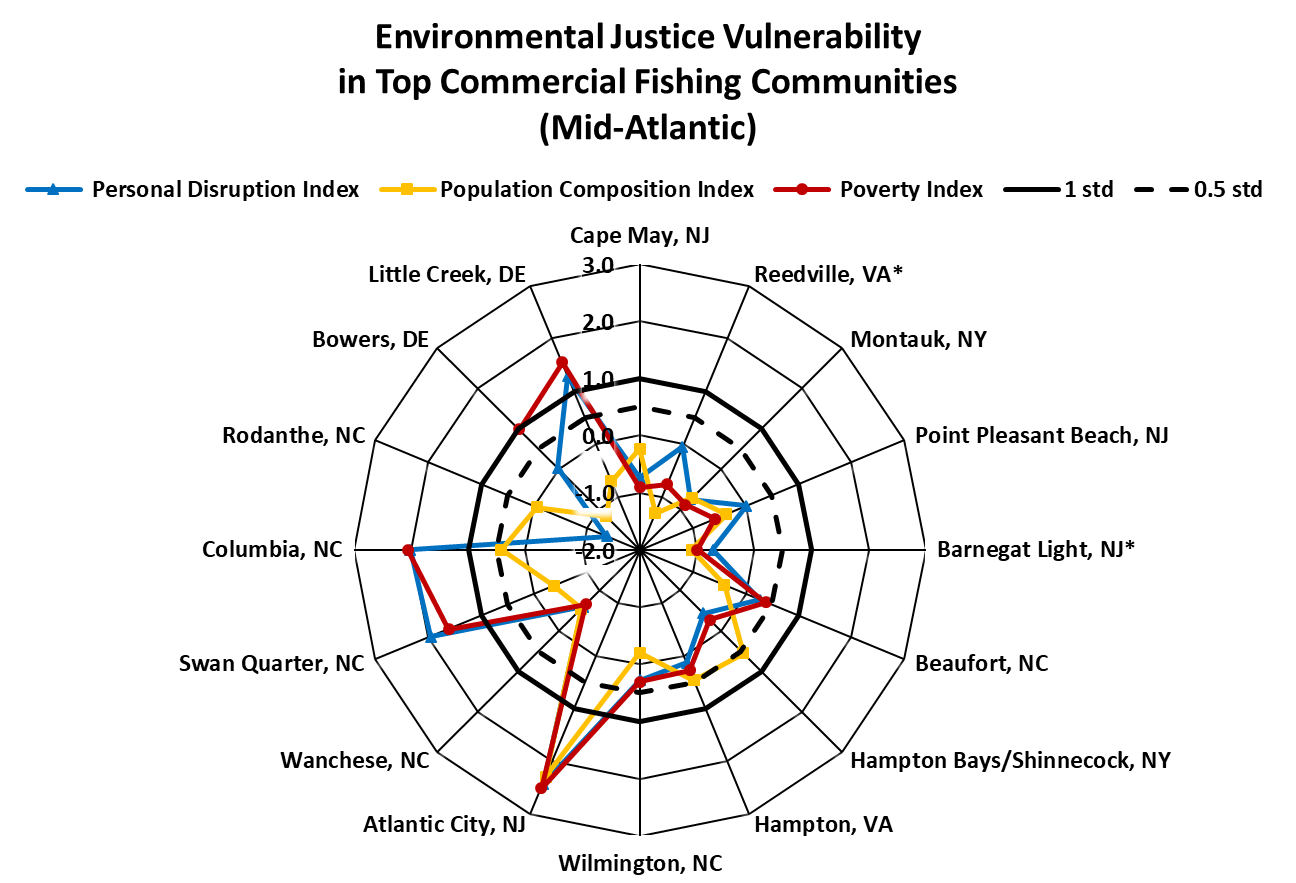 Environmental Justice Vulnerability
in Top Commercial Fishing Communities
(Mid-Atlantic)
Personal Disruption Index
Population Composition Index
Poverty Index
1 std
0.5 std
Cape May, NJ
Reedville, VA*
Montauk, NY
Point Pleasant Beach, NJ
Barnegat Light, NJ*
Beaufort, NC
Hampton Bays/Shinnecock, NY
Hampton, VA
Wilmington, NC
Atlantic City, NJ
Wanchese, NC
Swan Quarter, NC
Columbia, NC
Rodanthe, NC
Bowers, DE
Little Creek, DE
3.0
2.0
1.0
0.0
-1.0
-2.0